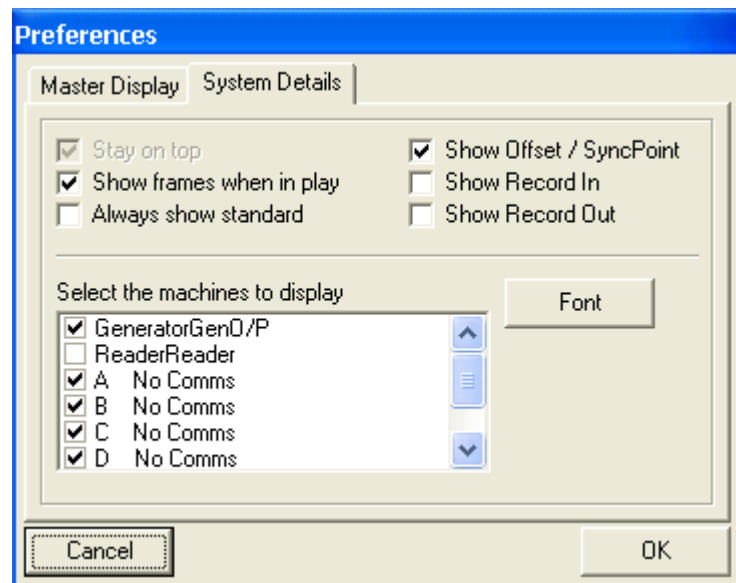 Preferences
Master Display System Details
Stay on top Show Offset / SyncPoint
Show frames when in play Show Record In
Always show standard Show Record Out
Select the machines to display
Font
GeneratorGenO/P
ReaderReader
A No Comms
B No Comms
C No Comms
D No Comms
Cancel OK